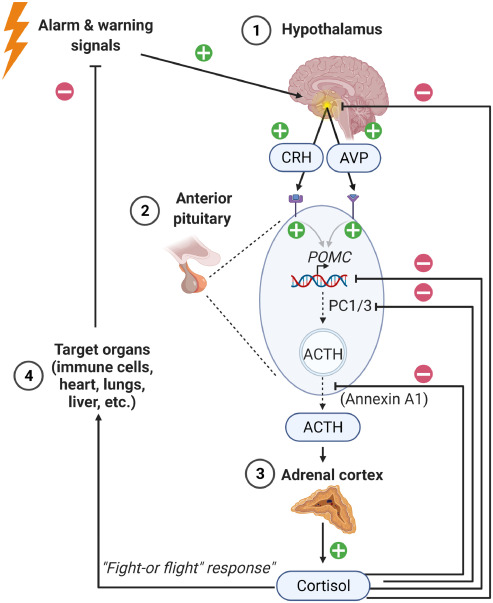 Alarm & warning
signals
1
Hypothalamus
CRH
AVP
2
Anterior
pituitary
POMC
PC1/3
ACTH
(Annexin A1)
ACTH
4
Target organs
(immune cells,
heart, lungs,
liver, etc.)
3
Adrenal cortex
"Fight-or flight" response"
Cortisol